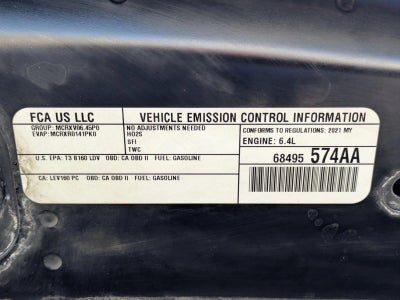 FCA US LLC
VEHICLE EMISSION CONTROL INFORMATION
GROUP: MCRXV06.45P0
EVAP: MCRXR0141PK0
NO ADJUSTMENTS NEEDED
HO2S
SFI
TWC
CONFORMS TO REGULATIONS: 2021 MY
ENGINE: 6.4L
68495 574AA
U.S. EPA: T3 B160 LDV OBD: CA OBD II FUEL: GASOLINE
CA: LEV160 PC OBD: CA OBD II FUEL: GASOLINE